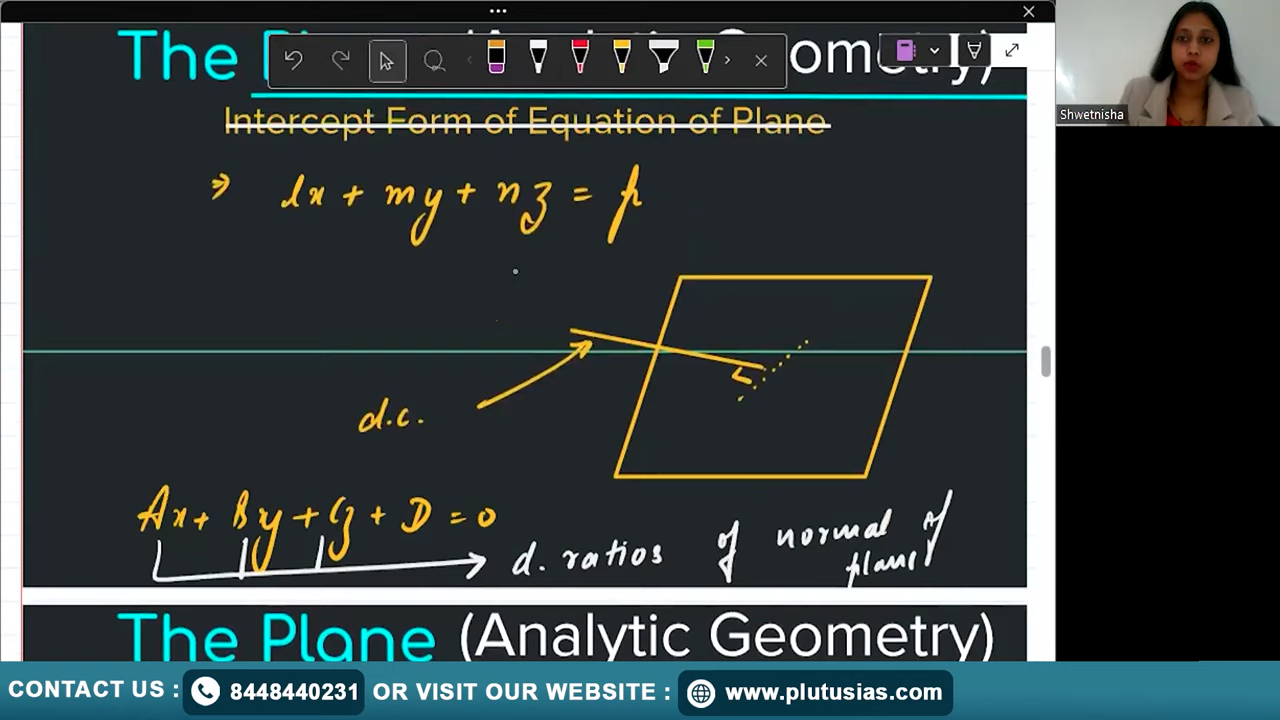 The Plane (Analytic Geometry)
Shwetnisha
Intercept Form of Equation of Plane
⇒ lx + my + nz = p
d.c.
Ax + By + Cz + D = 0
d. ratios of normal of plane
The Plane (Analytic Geometry)
CONTACT US : 8448440231 OR VISIT OUR WEBSITE : www.plutusias.com